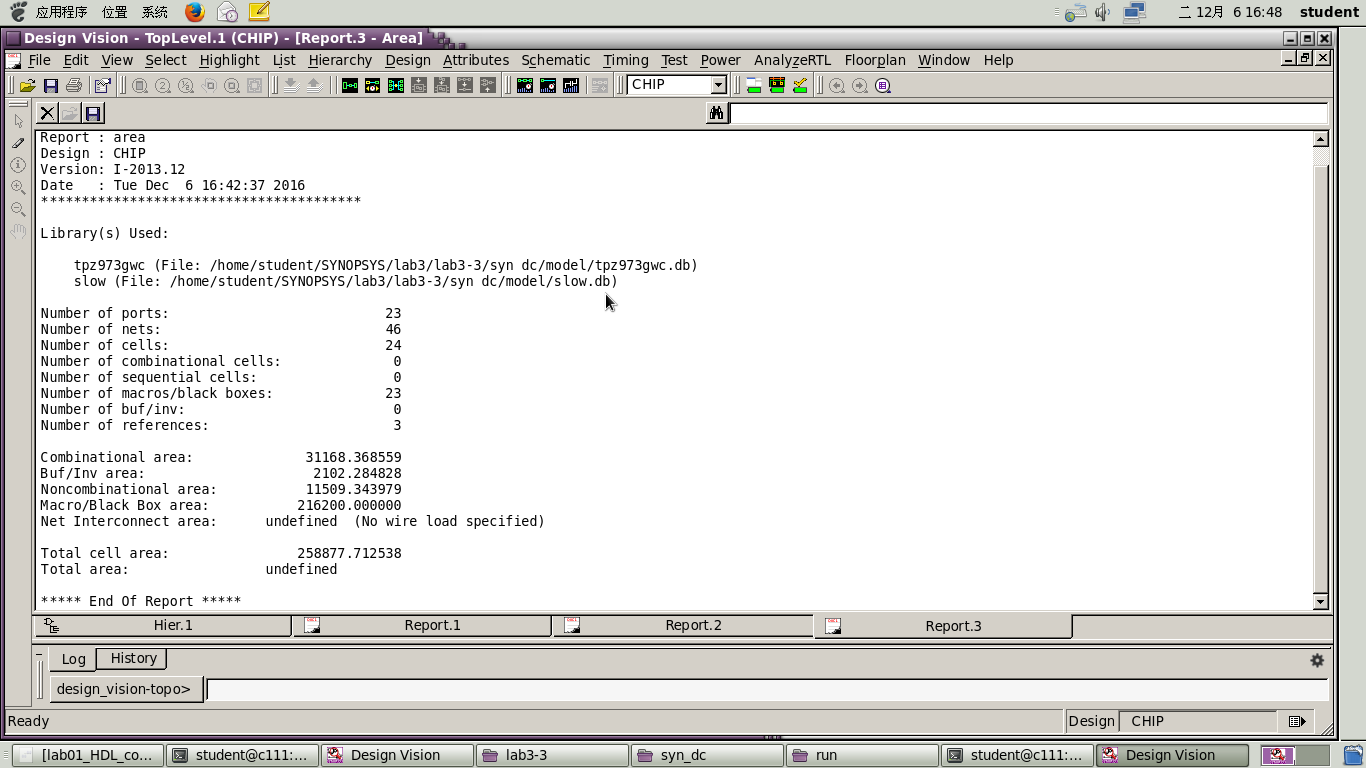 应用程序 位置 系统 二 12月 6 16:48 student
Design Vision - TopLevel.1 (CHIP) - [Report.3 - Area]
File Edit View Select Highlight List Hierarchy Design Attributes Schematic Timing Test Power AnalyzeRTL Floorplan Window Help
CHIP
Report : area
Design : CHIP
Version: I-2013.12
Date   : Tue Dec  6 16:42:37 2016
****************************************
Library(s) Used:
tpz973gwc (File: /home/student/SYNOPSYS/lab3/lab3-3/syn dc/model/tpz973gwc.db)
slow (File: /home/student/SYNOPSYS/lab3/lab3-3/syn dc/model/slow.db)
Number of ports: 23
Number of nets: 46
Number of cells: 24
Number of combinational cells: 0
Number of sequential cells: 0
Number of macros/black boxes: 23
Number of buf/inv: 0
Number of references: 3
Combinational area: 31168.368559
Buf/Inv area: 2102.284828
Noncombinational area: 11509.343979
Macro/Black Box area: 216200.000000
Net Interconnect area: undefined  (No wire load specified)
Total cell area: 258877.712538
Total area: undefined
***** End Of Report *****
Hier.1 Report.1 Report.2 Report.3
Log History
design_vision-topo>
Ready Design CHIP
[lab01_HDL_co... student@c111:... Design Vision lab3-3 syn_dc run student@c111:... Design Vision